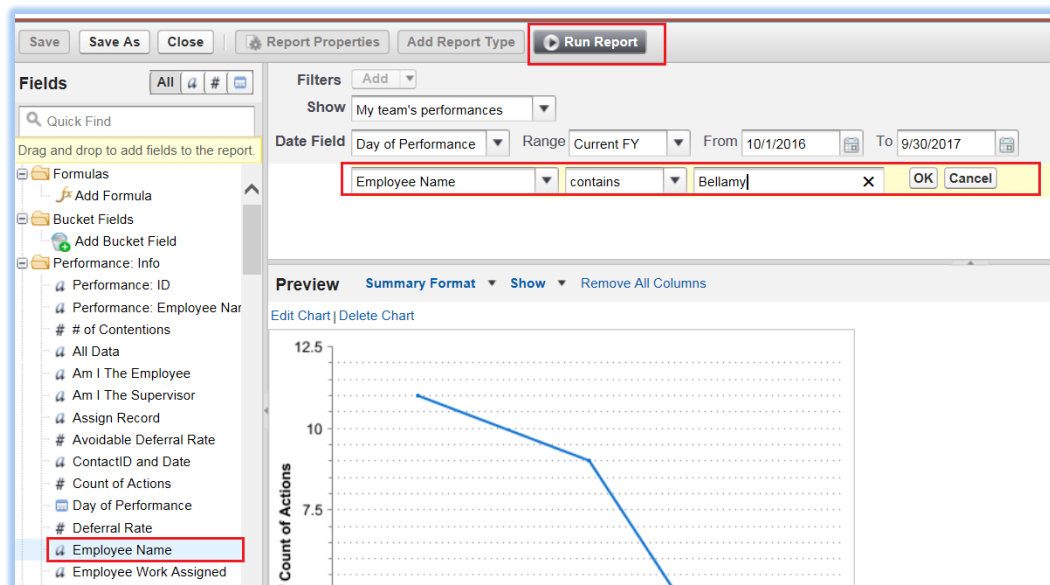 Save Save As Close Report Properties Add Report Type Run Report
Fields All a #
Quick Find
Drag and drop to add fields to the report.
Formulas
fx Add Formula
Bucket Fields
Add Bucket Field
Performance: Info
a Performance: ID
a Performance: Employee Nar
# # of Contentions
a All Data
a Am I The Employee
a Am I The Supervisor
a Assign Record
# Avoidable Deferral Rate
a ContactID and Date
# Count of Actions
Day of Performance
# Deferral Rate
a Employee Name
a Employee Work Assigned
Filters Add
Show My team's performances
Date Field Day of Performance Range Current FY From 10/1/2016 To 9/30/2017
Employee Name contains Bellamy OK Cancel
Preview Summary Format Show Remove All Columns
Edit Chart | Delete Chart
12.5
10
7.5
Count of Actions